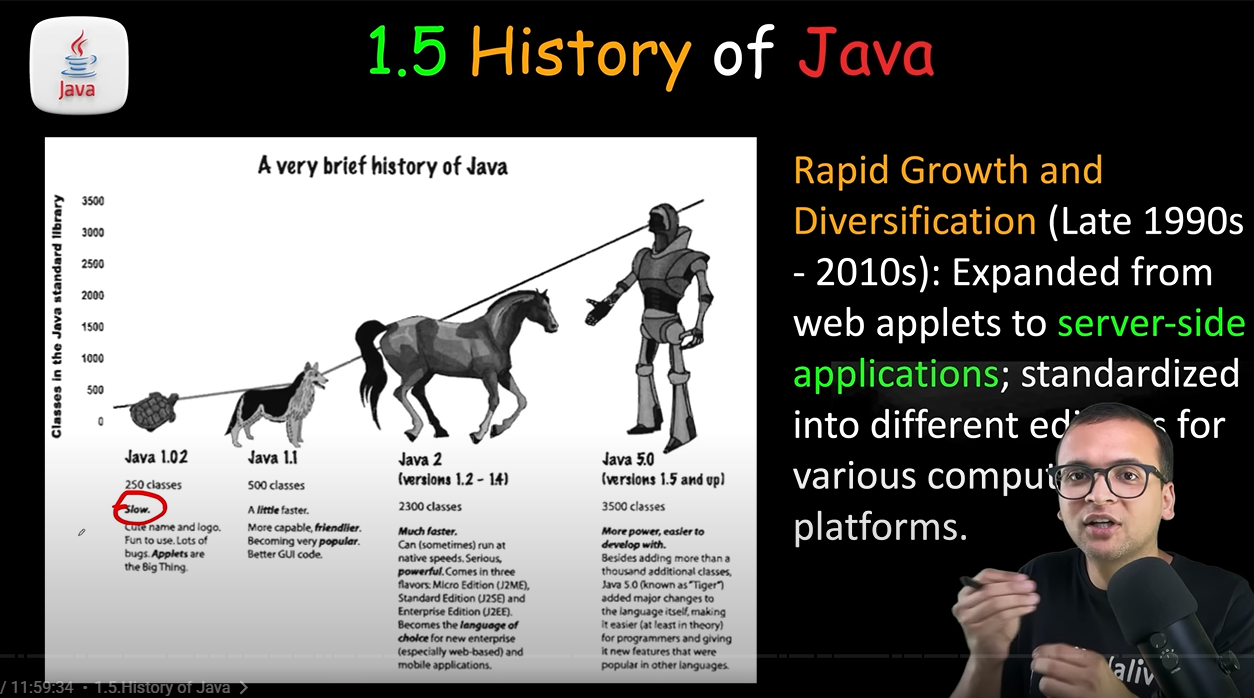 Java
1.5 History of Java
A very brief history of Java
Classes in the Java standard library
3500
3000
2500
2000
1500
1000
500
0
Java 1.02
250 classes
Slow.
Cute name and logo.
Fun to use. Lots of
bugs. Applets are
the Big Thing.
Java 1.1
500 classes
A little faster.
More capable, friendlier.
Becoming very popular.
Better GUI code.
Java 2
(versions 1.2 - 1.4)
2300 classes
Much faster.
Can (sometimes) run at
native speeds. Serious,
powerful. Comes in three
flavors: Micro Edition (J2ME),
Standard Edition (J2SE) and
Enterprise Edition (J2EE).
Becomes the language of
choice for new enterprise
(especially web-based) and
mobile applications.
Java 5.0
(versions 1.5 and up)
3500 classes
More power, easier to
develop with.
Besides adding more than a
thousand additional classes,
Java 5.0 (known as "Tiger")
added major changes to
the language itself, making
it easier (at least in theory)
for programmers and giving
it new features that were
popular in other languages.
Rapid Growth and
Diversification (Late 1990s
- 2010s): Expanded from
web applets to server-side
applications; standardized
into different for
various
platforms.
/ 11:59:34 • 1.5.History of Java >